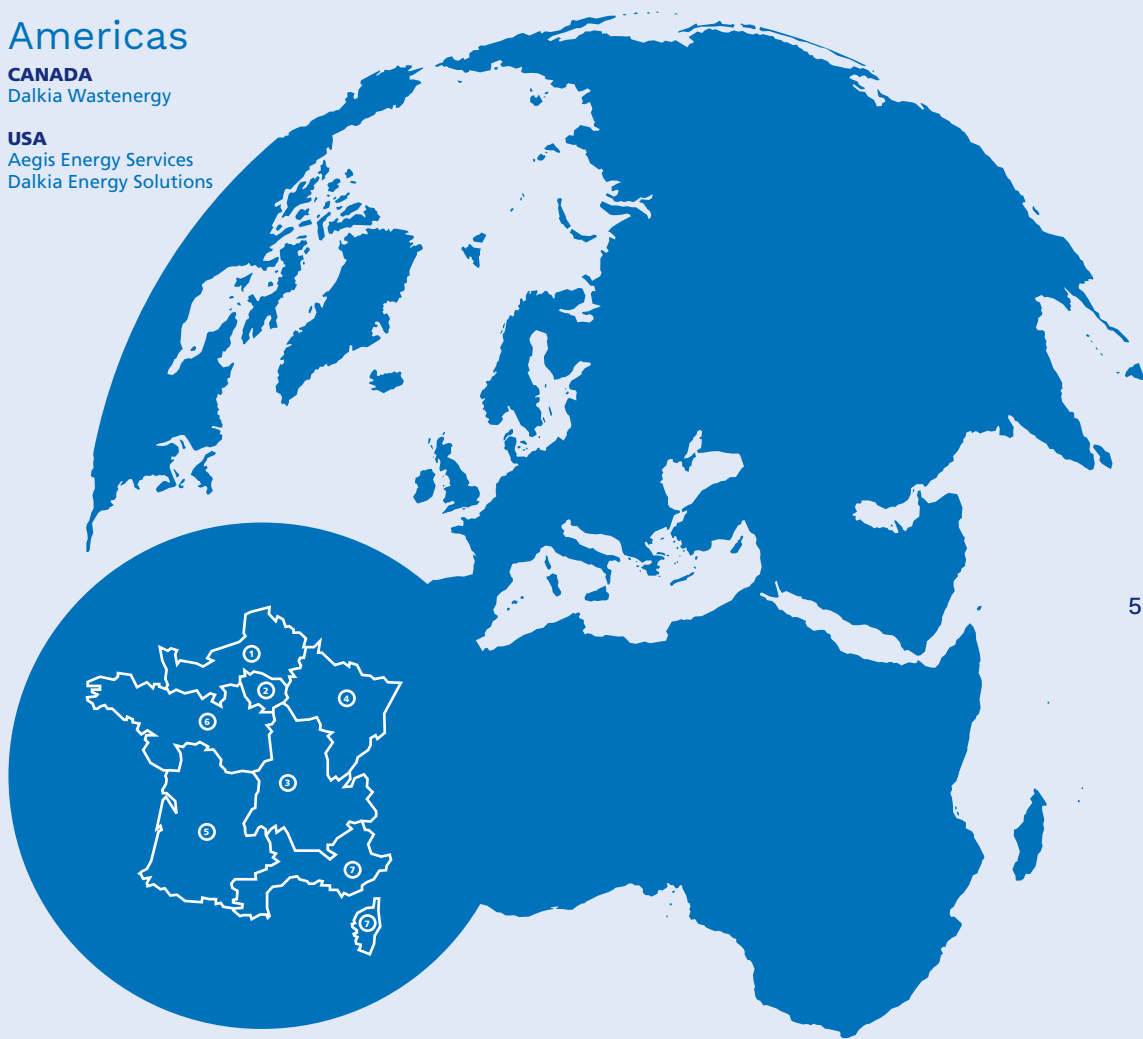 Americas
CANADA
Dalkia Wastenergy
USA
Aegis Energy Services
Dalkia Energy Solutions
5
1
2
4
6
3
5
7
7